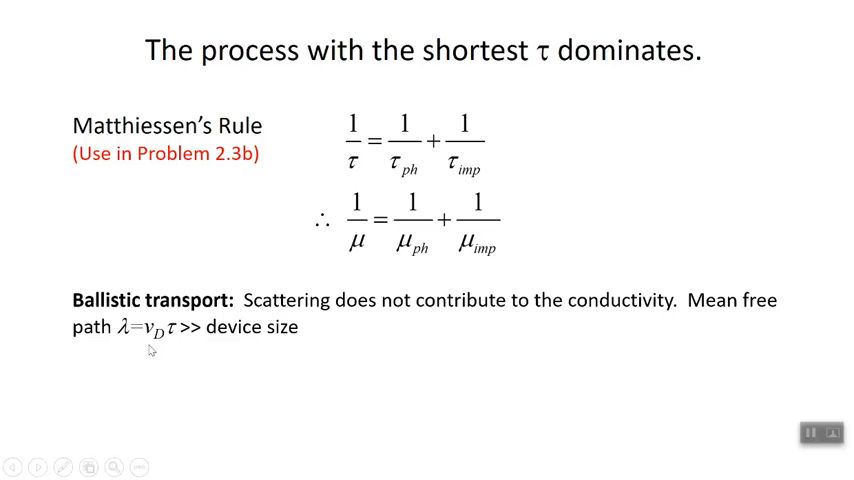 The process with the shortest τ dominates.
Matthiessen's Rule
(Use in Problem 2.3b)
1/τ = 1/τ_ph + 1/τ_imp
∴ 1/μ = 1/μ_ph + 1/μ_imp
Ballistic transport: Scattering does not contribute to the conductivity. Mean free
path λ=v_D τ >> device size